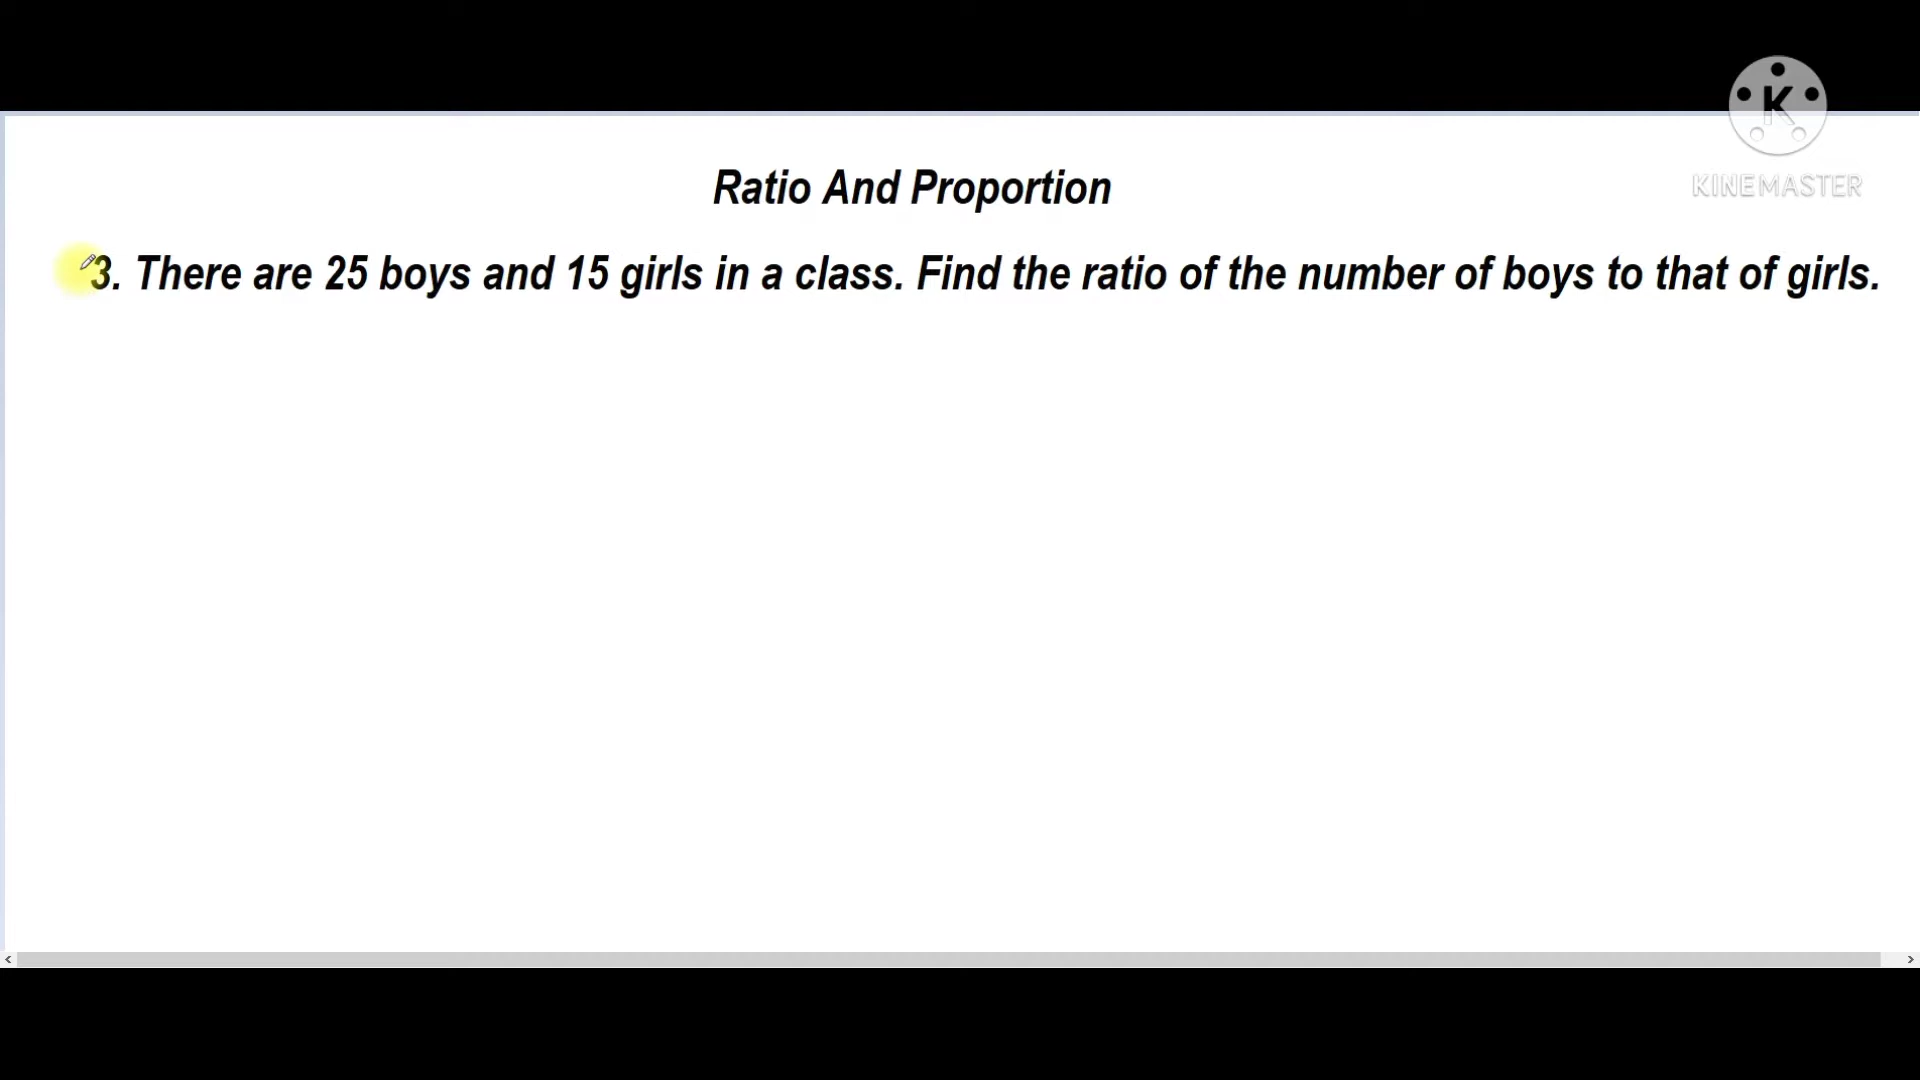 K
KINEMASTER
Ratio And Proportion
3. There are 25 boys and 15 girls in a class. Find the ratio of the number of boys to that of girls.